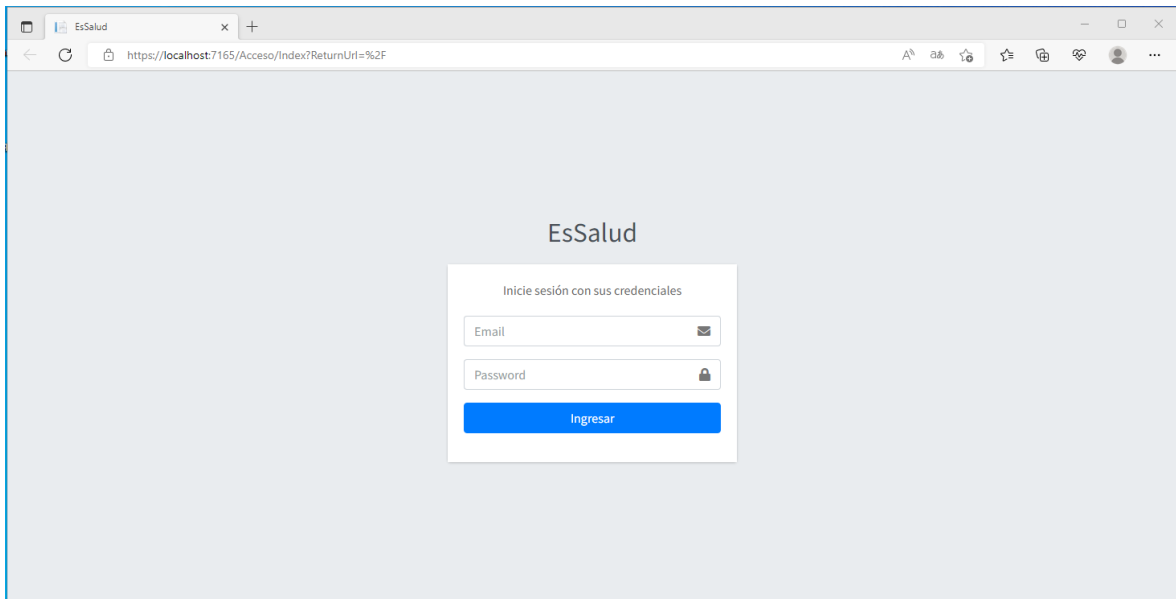 EsSalud
https://localhost:7165/Acceso/Index?ReturnUrl=%2F
EsSalud
Inicie sesión con sus credenciales
Email
Password
Ingresar